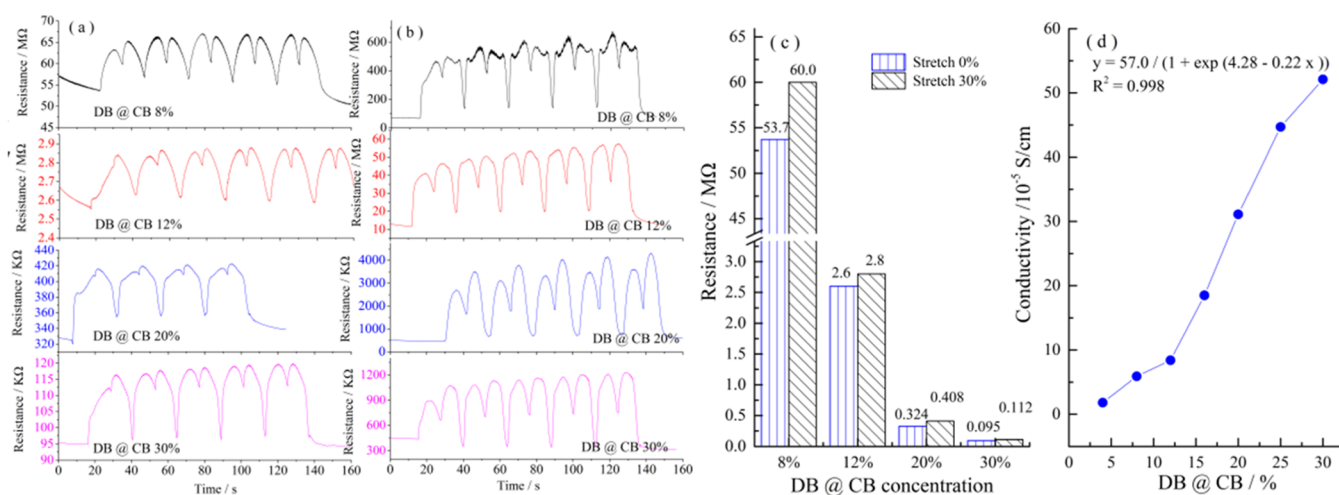 ( a )
Resistance / MΩ
70
65
60
55
50
45
DB @ CB 8%
Resistance / MΩ
2.9
2.8
2.7
2.6
2.5
2.4
DB @ CB 12%
Resistance / KΩ
440
420
400
380
360
340
320
DB @ CB 20%
Resistance / KΩ
120
115
110
105
100
95
90
DB @ CB 30%
0 20 40 60 80 100 120 140 160
Time / s
( b )
Resistance / MΩ
600
400
200
0
DB @ CB 8%
Resistance / MΩ
60
50
40
30
20
10
DB @ CB 12%
Resistance / KΩ
4000
3000
2000
1000
0
DB @ CB 20%
Resistance / KΩ
1200
900
600
300
DB @ CB 30%
0 20 40 60 80 100 120 140 160
Time / s
( c )
Stretch 0%
Stretch 30%
Resistance / MΩ
65
60
55
50
45
3.0
2.5
2.0
1.5
1.0
0.5
0.0
53.7
60.0
2.6
2.8
0.324
0.408
0.095
0.112
8% 12% 20% 30%
DB @ CB concentration
( d )
y = 57.0 / (1 + exp (4.28 - 0.22 x ))
R² = 0.998
Conductivity /10⁻⁵ S/cm
60
50
40
30
20
10
0
0 5 10 15 20 25 30
DB @ CB / %